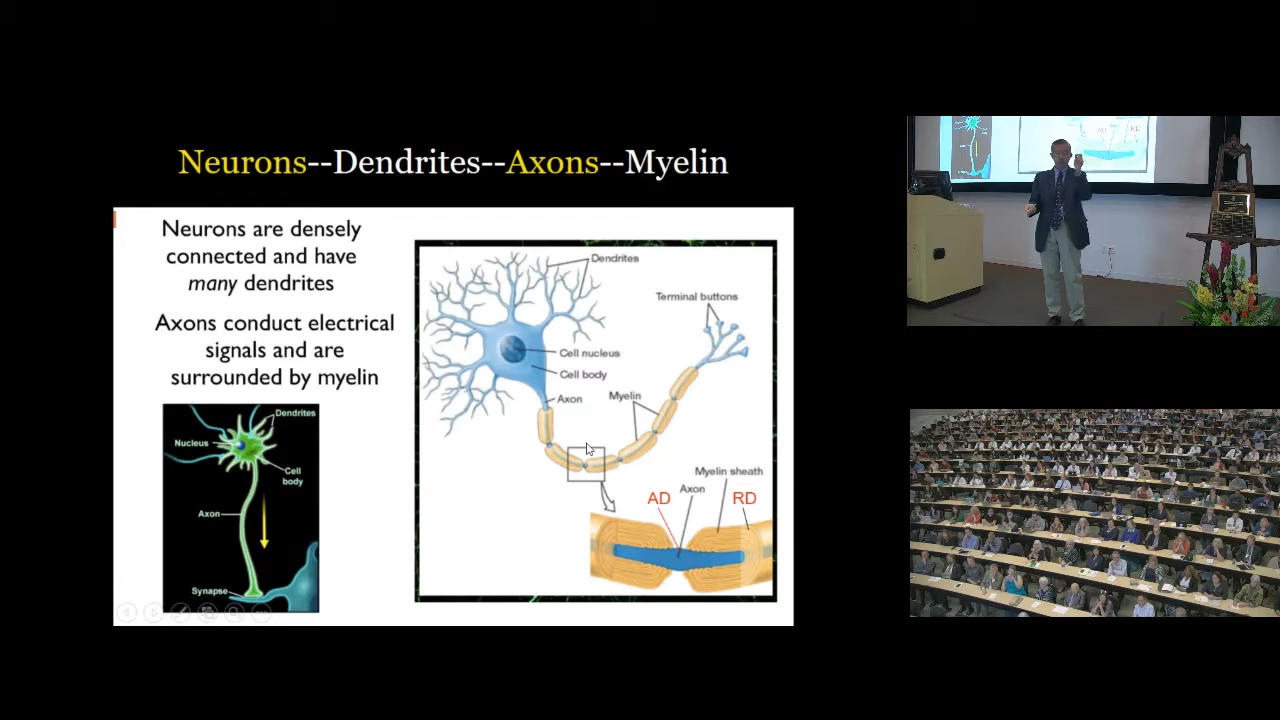 Neurons--Dendrites--Axons--Myelin
Neurons are densely
connected and have
many dendrites
Axons conduct electrical
signals and are
surrounded by myelin
Dendrites
Nucleus
Cell
body
Axon
Synapse
Dendrites
Terminal buttons
Cell nucleus
Cell body
Axon
Myelin
Myelin sheath
AD
Axon
RD
AD
RD